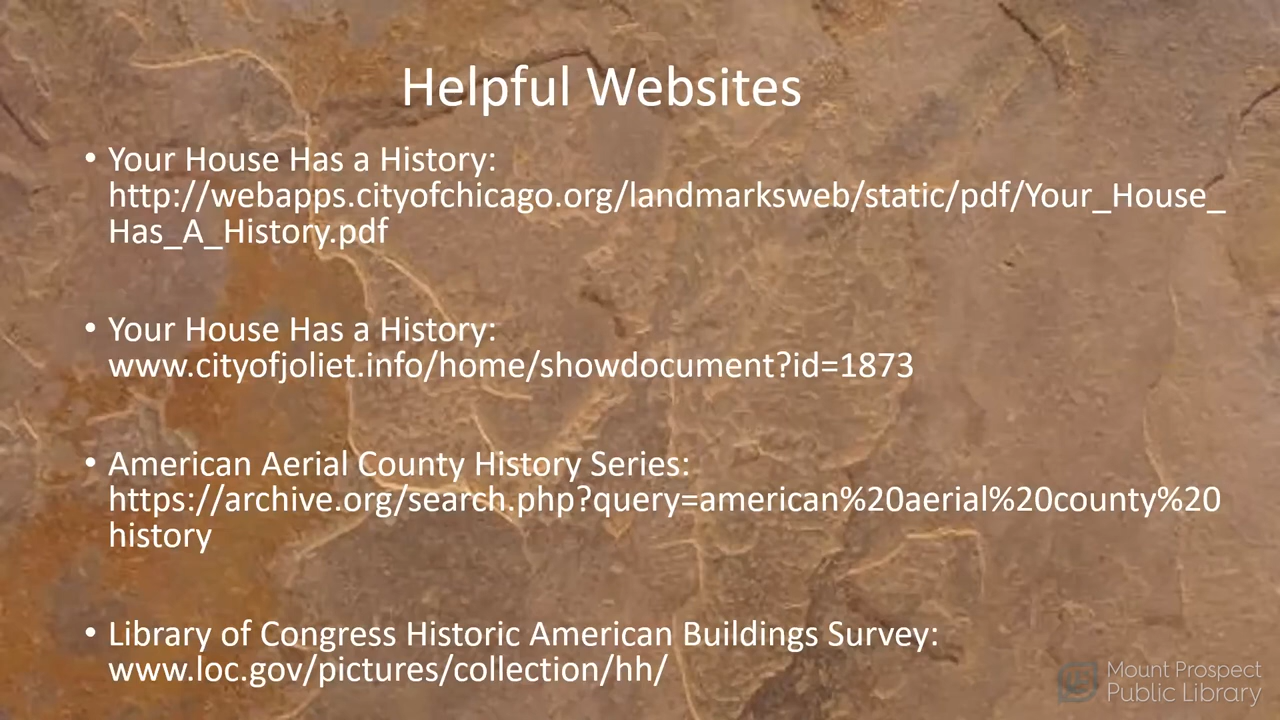 Helpful Websites
• Your House Has a History:
http://webapps.cityofchicago.org/landmarksweb/static/pdf/Your_House_
Has_A_History.pdf
• Your House Has a History:
www.cityofjoliet.info/home/showdocument?id=1873
• American Aerial County History Series:
https://archive.org/search.php?query=american%20aerial%20county%20
history
• Library of Congress Historic American Buildings Survey:
www.loc.gov/pictures/collection/hh/
Mount Prospect
Public Library